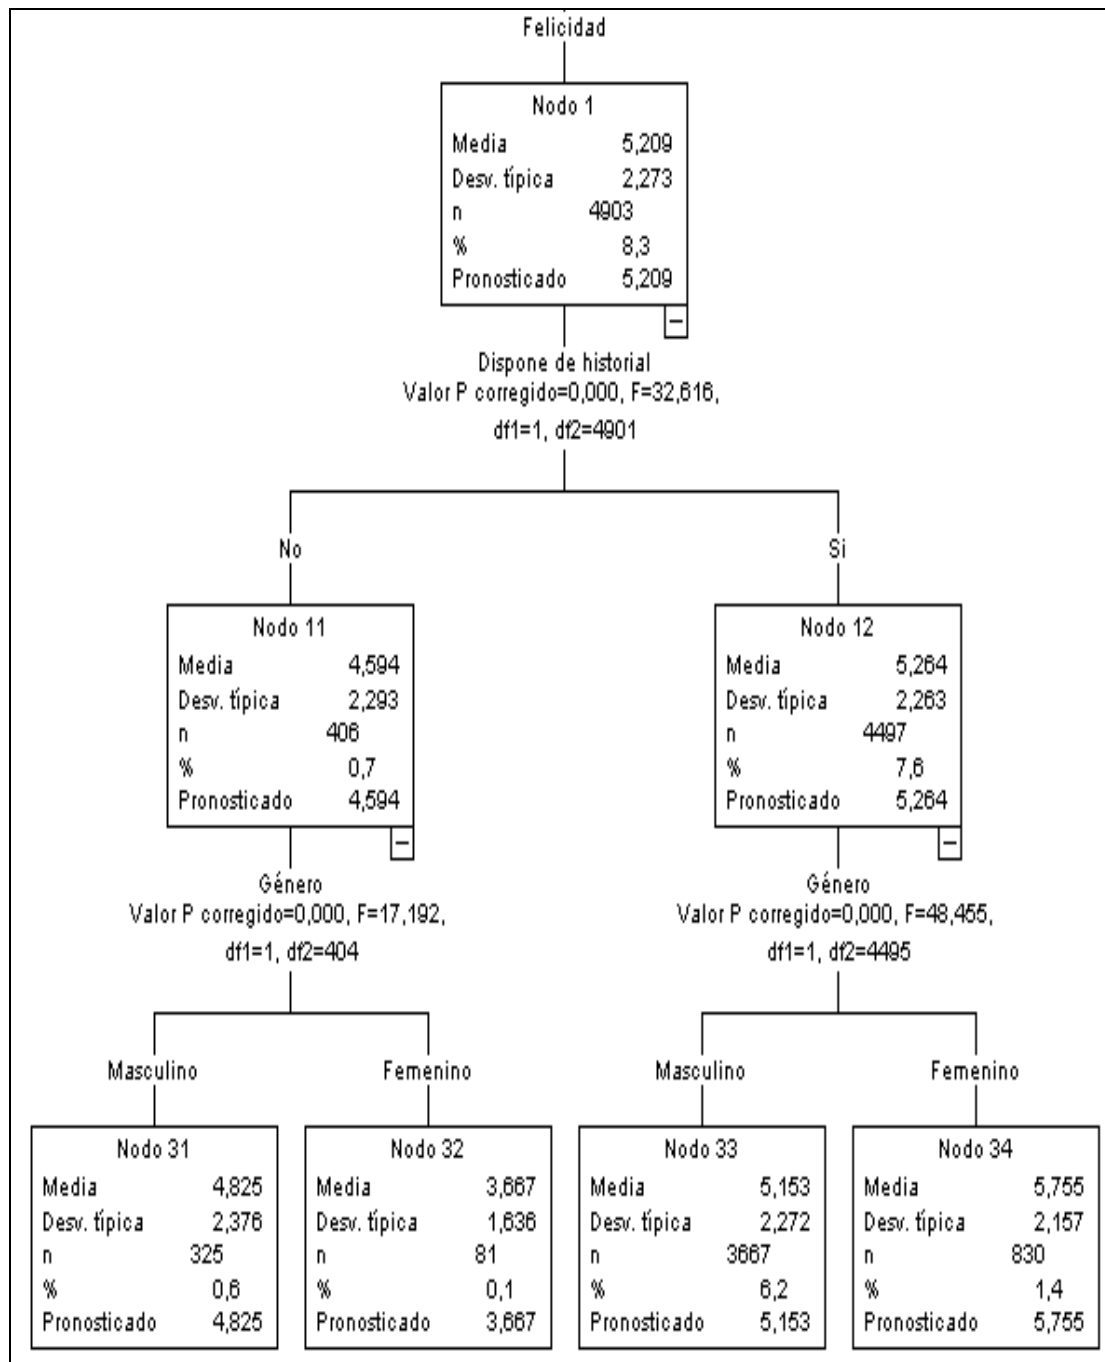 Felicidad
Nodo 1
Media 5,209
Desv. típica 2,273
n 4903
% 8,3
Pronosticado 5,209
Dispone de historial
Valor P corregido=0,000, F=32,616,
df1=1, df2=4901
No
Si
Nodo 11
Media 4,594
Desv. típica 2,293
n 406
% 0,7
Pronosticado 4,594
Nodo 12
Media 5,264
Desv. típica 2,263
n 4497
% 7,6
Pronosticado 5,264
Género
Valor P corregido=0,000, F=17,192,
df1=1, df2=404
Género
Valor P corregido=0,000, F=48,455,
df1=1, df2=4495
Masculino
Femenino
Masculino
Femenino
Nodo 31
Media 4,825
Desv. típica 2,376
n 325
% 0,6
Pronosticado 4,825
Nodo 32
Media 3,667
Desv. típica 1,636
n 81
% 0,1
Pronosticado 3,667
Nodo 33
Media 5,153
Desv. típica 2,272
n 3667
% 6,2
Pronosticado 5,153
Nodo 34
Media 5,755
Desv. típica 2,157
n 830
% 1,4
Pronosticado 5,755